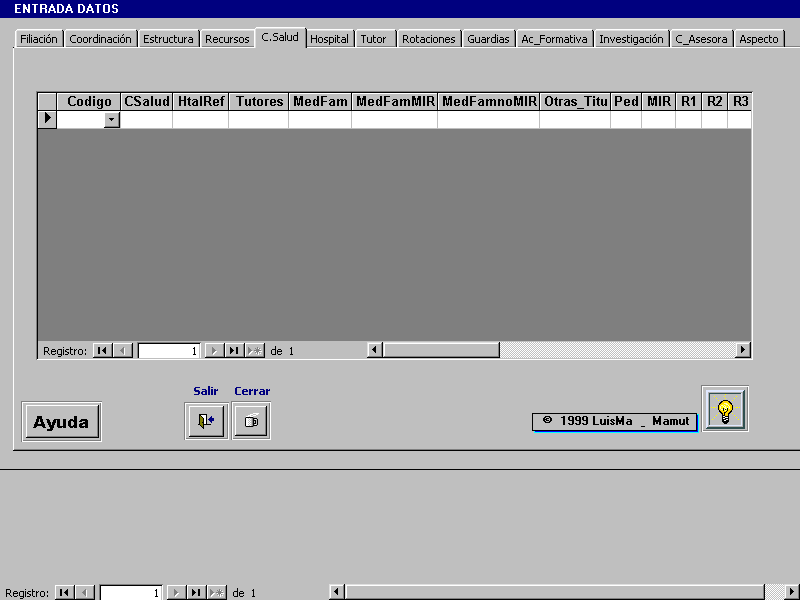 ENTRADA DATOS
Filiación Coordinación Estructura Recursos C.Salud Hospital Tutor Rotaciones Guardias Ac_Formativa Investigación C_Asesora Aspecto
Codigo CSalud HtalRef Tutores MedFam MedFamMIR MedFamnoMIR Otras_Titu Ped MIR R1 R2 R3
Registro: 1 de 1
Salir Cerrar
Ayuda
© 1999 LuisMa _ Mamut
Registro: 1 de 1